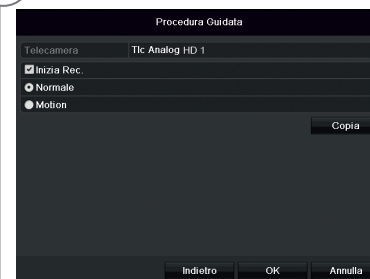 Procedura Guidata
Telecamera Tlc Analog HD 1
Inizia Rec.
Normale
Motion
Copia
Indietro OK Annulla